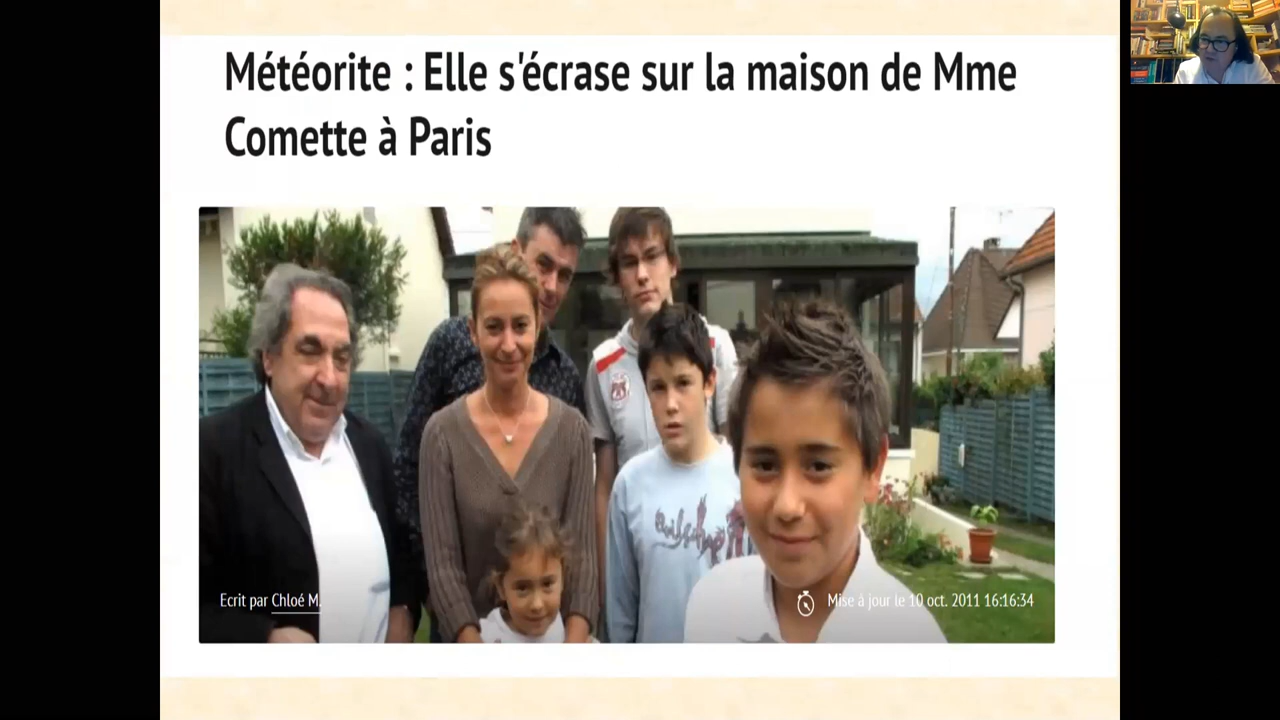 Météorite : Elle s'écrase sur la maison de Mme
Comette à Paris
Ecrit par Chloé M.
Mise à jour le 10 oct. 2011 16:16:34